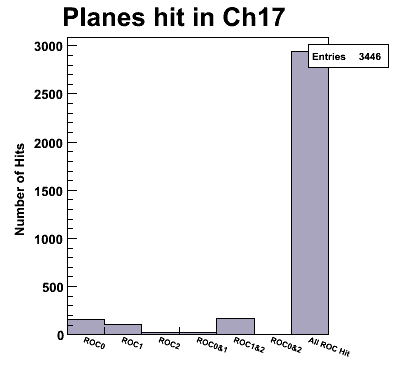 Planes hit in Ch17
Entries 3446
Number of Hits
3000
2500
2000
1500
1000
500
0
ROC0 ROC1 ROC2 ROC0&1 ROC1&2 ROC0&2 All ROC Hit